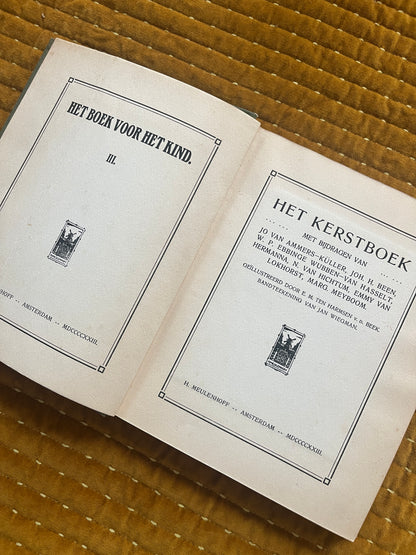 HET BOEK VOOR HET KIND.
III.
HOFF -- AMSTERDAM -- MDCCCCXXIII.
HET KERSTBOEK
... ... MET BIJDRAGEN VAN ... ...
JO VAN AMMERS-KÜLLER, JOH. H. BEEN,
W. P. EBBINGE WUBBEN-VAN HASSELT,
HERMANNA, N. VAN HICHTUM, EMMY VAN
LOKHORST, MARG. MEYBOOM.
GEÏLLUSTREERD DOOR E. M. TEN HARMSEN v. D. BEEK.
BANDTEEKENING VAN JAN WIEGMAN.
H. MEULENHOFF -- AMSTERDAM -- MDCCCCXXIII.